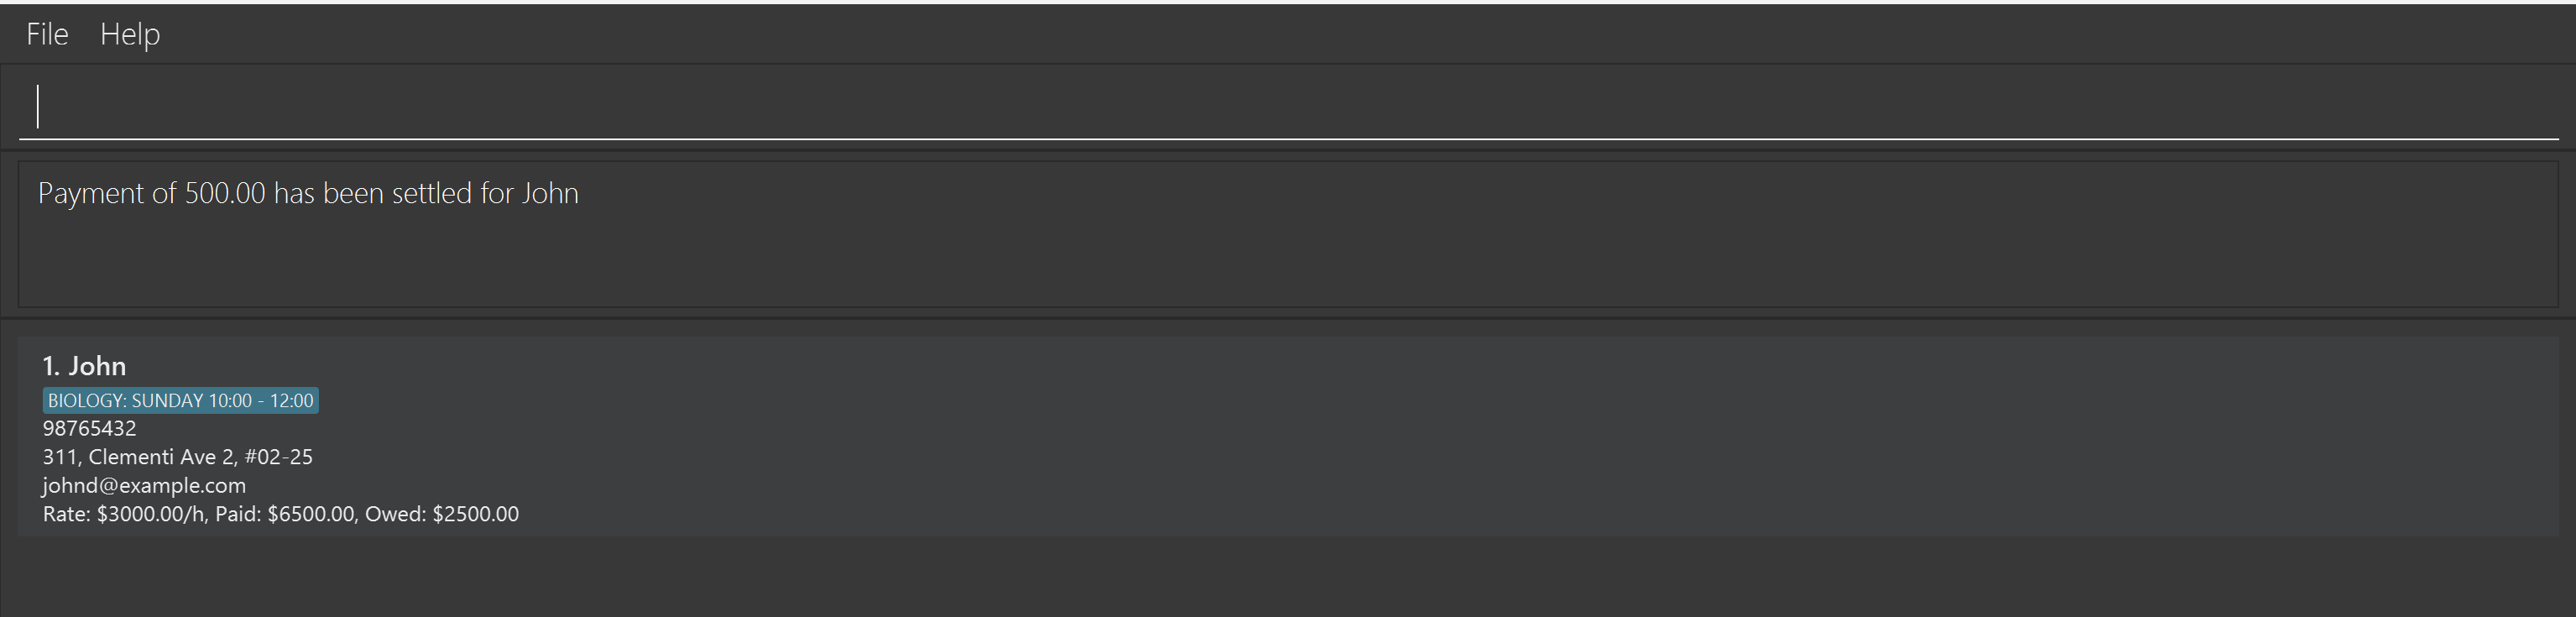 File Help
Payment of 500.00 has been settled for John
1. John
BIOLOGY: SUNDAY 10:00 - 12:00
98765432
311, Clementi Ave 2, #02-25
johnd@example.com
Rate: $3000.00/h, Paid: $6500.00, Owed: $2500.00